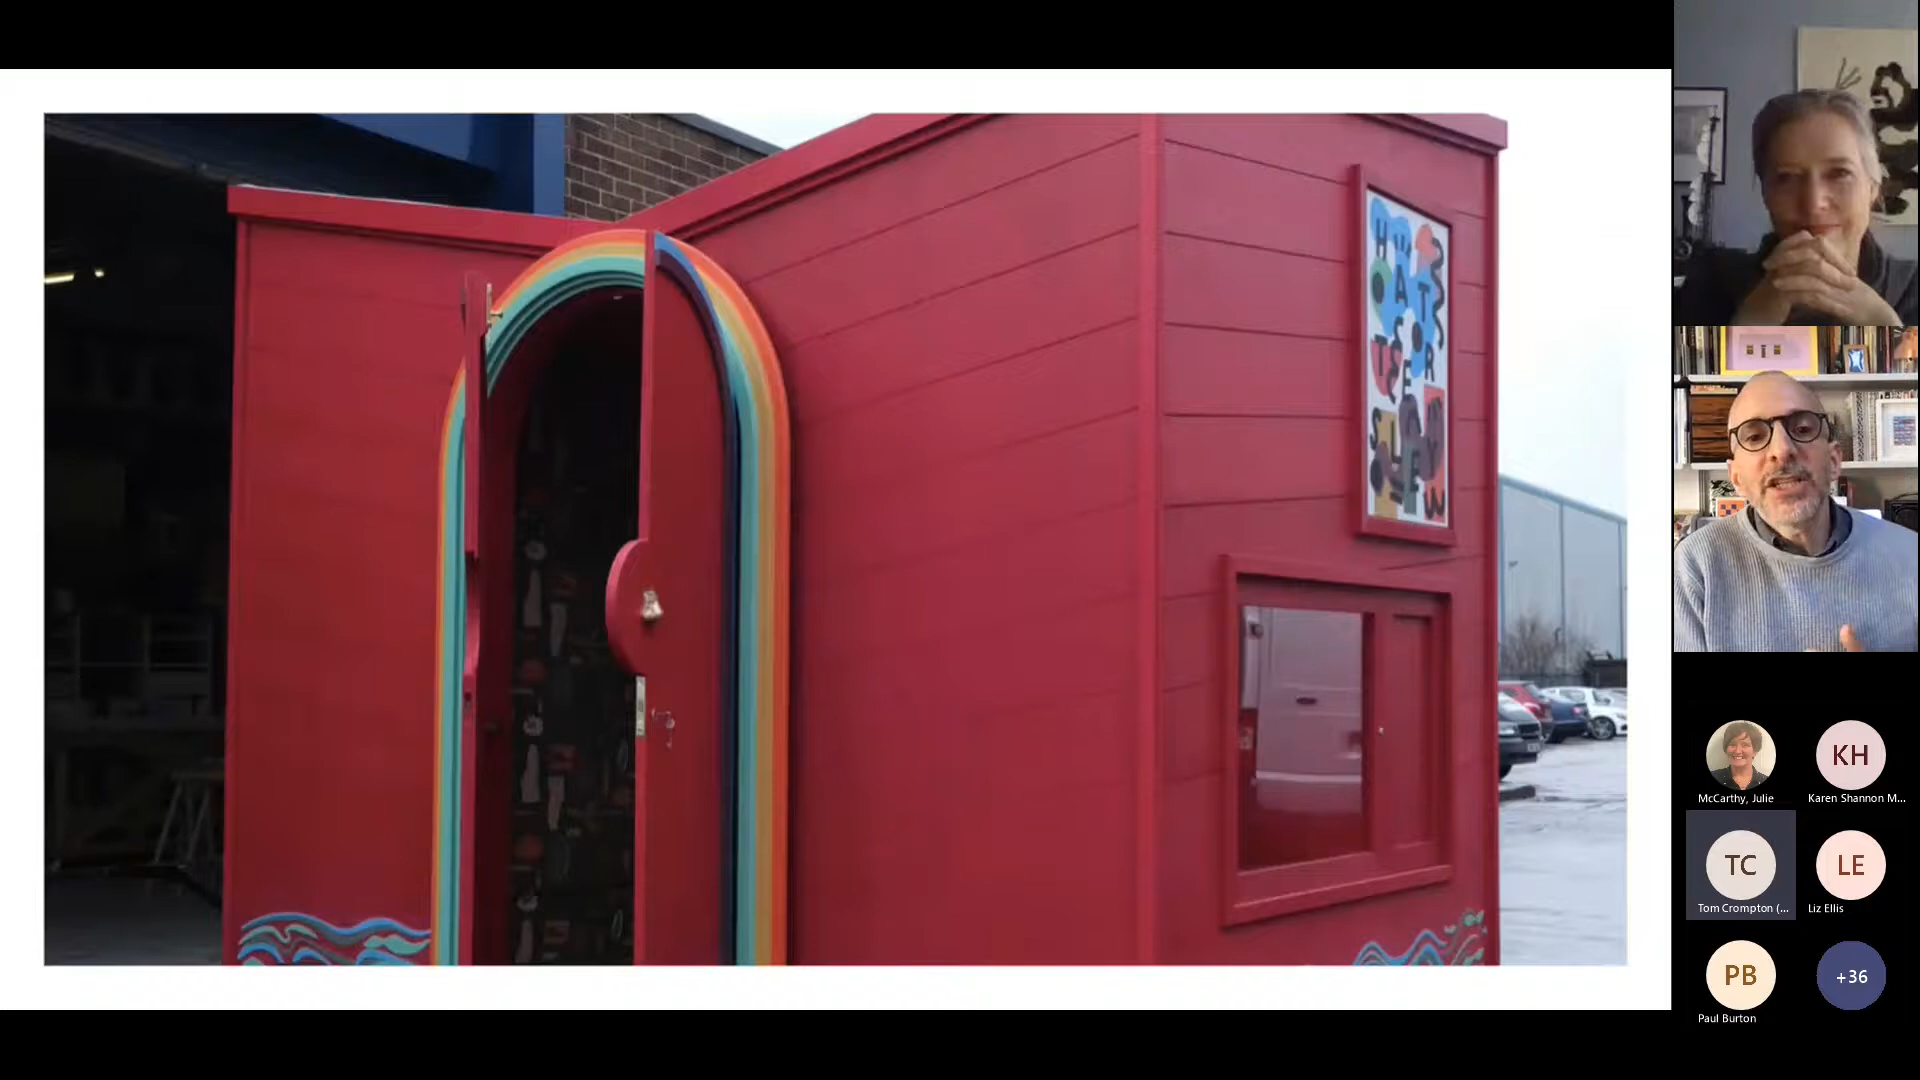 KH
McCarthy, Julie
Karen Shannon M...
TC
LE
Tom Crompton (...
Liz Ellis
PB
+36
Paul Burton